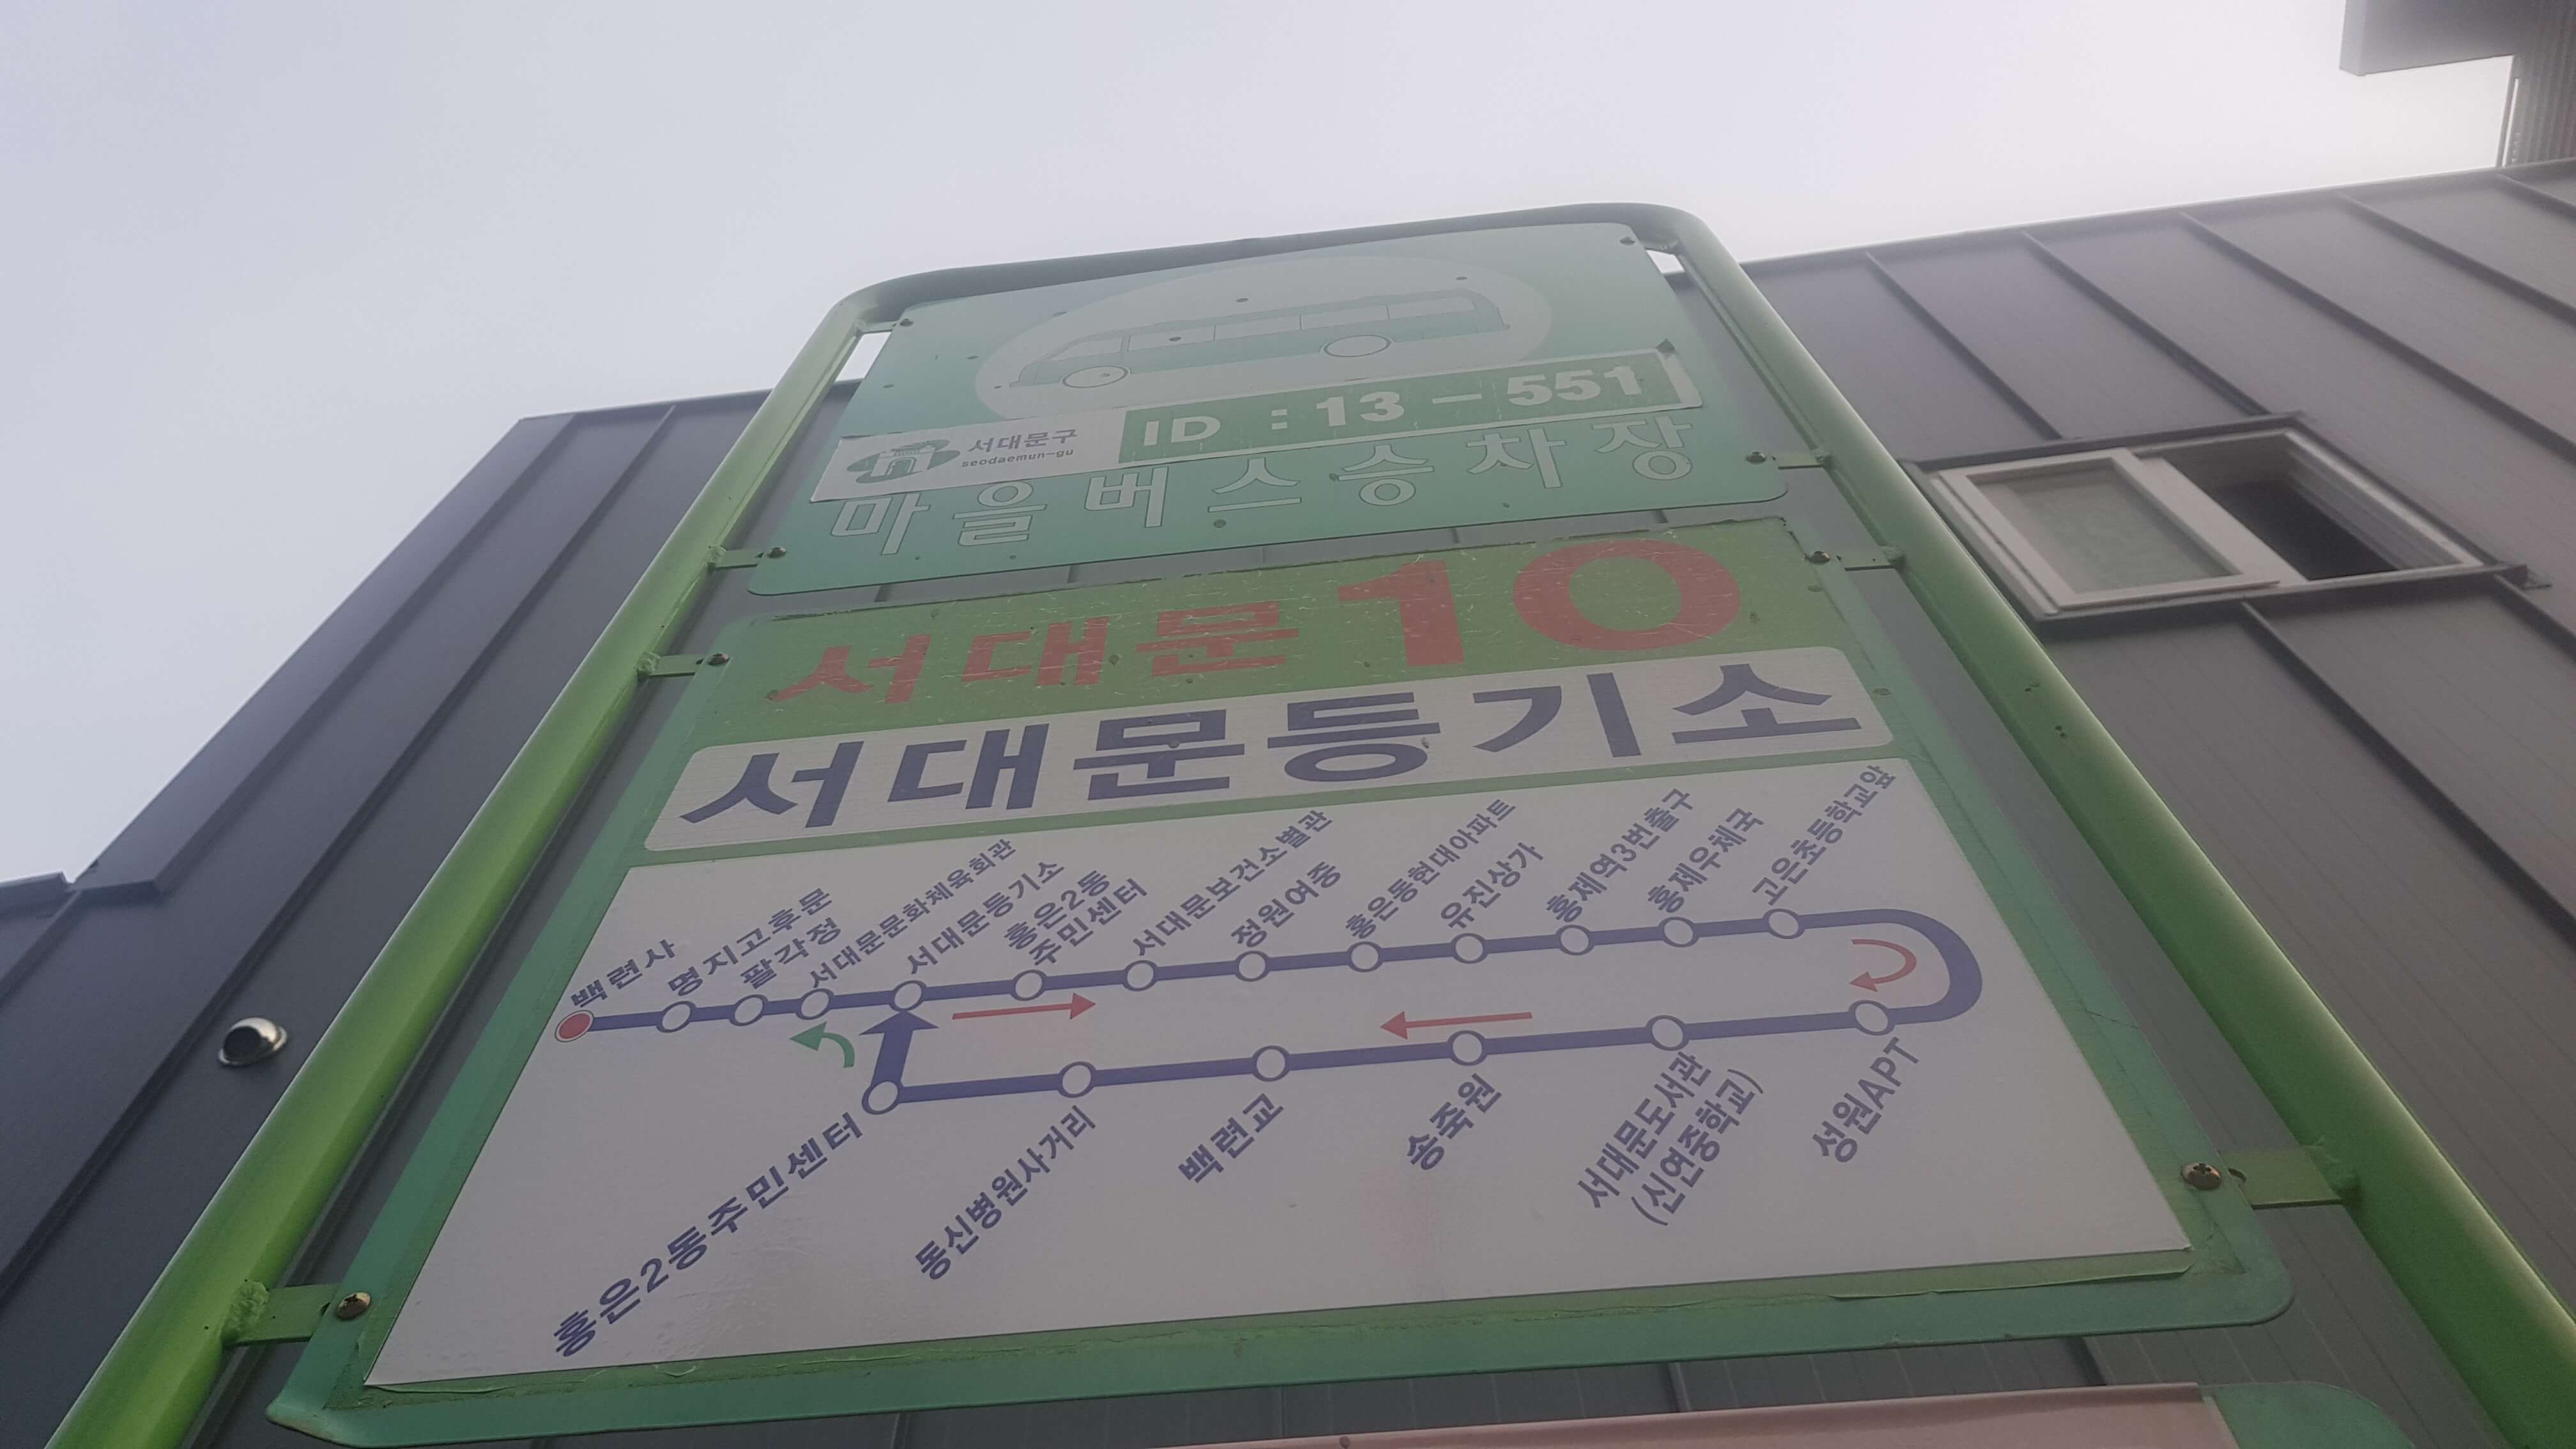 서대문구
seodaemun-gu
ID : 13 - 551
마을버스승차장
서대문10
서대문등기소
백련사
명지고후문
팔각정
서대문문화체육회관
서대문등기소
홍은2동
주민센터
서대문보건소별관
정원여중
홍은동현대아파트
유진상가
홍제역3번출구
홍제우체국
고은초등학교앞
홍은2동주민센터
동신병원사거리
백련교
송죽원
서대문도서관
(신연중학교)
성원APT